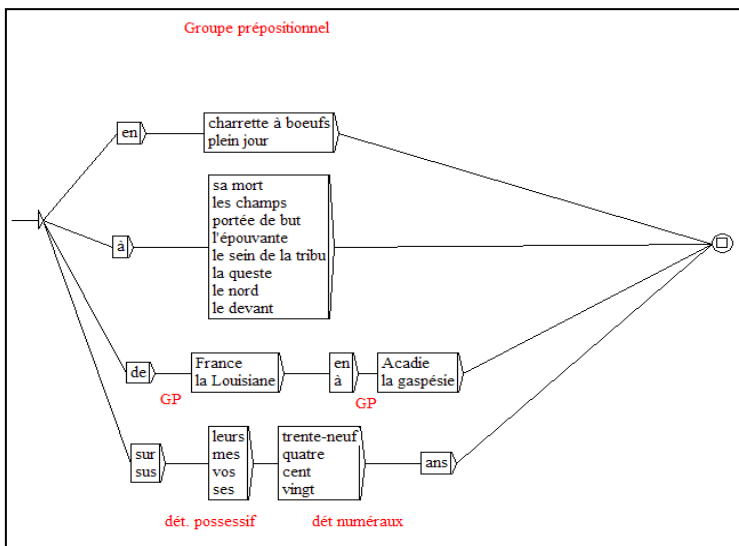 Groupe prépositionnel
en
charrette à boeufs
plein jour
à
sa mort
les champs
portée de but
l'épouvante
le sein de la tribu
la queste
le nord
le devant
de
France
la Louisiane
en
à
Acadie
la gaspésie
GP
GP
sur
sus
leurs
mes
vos
ses
trente-neuf
quatre
cent
vingt
ans
dét. possessif
dét numéraux